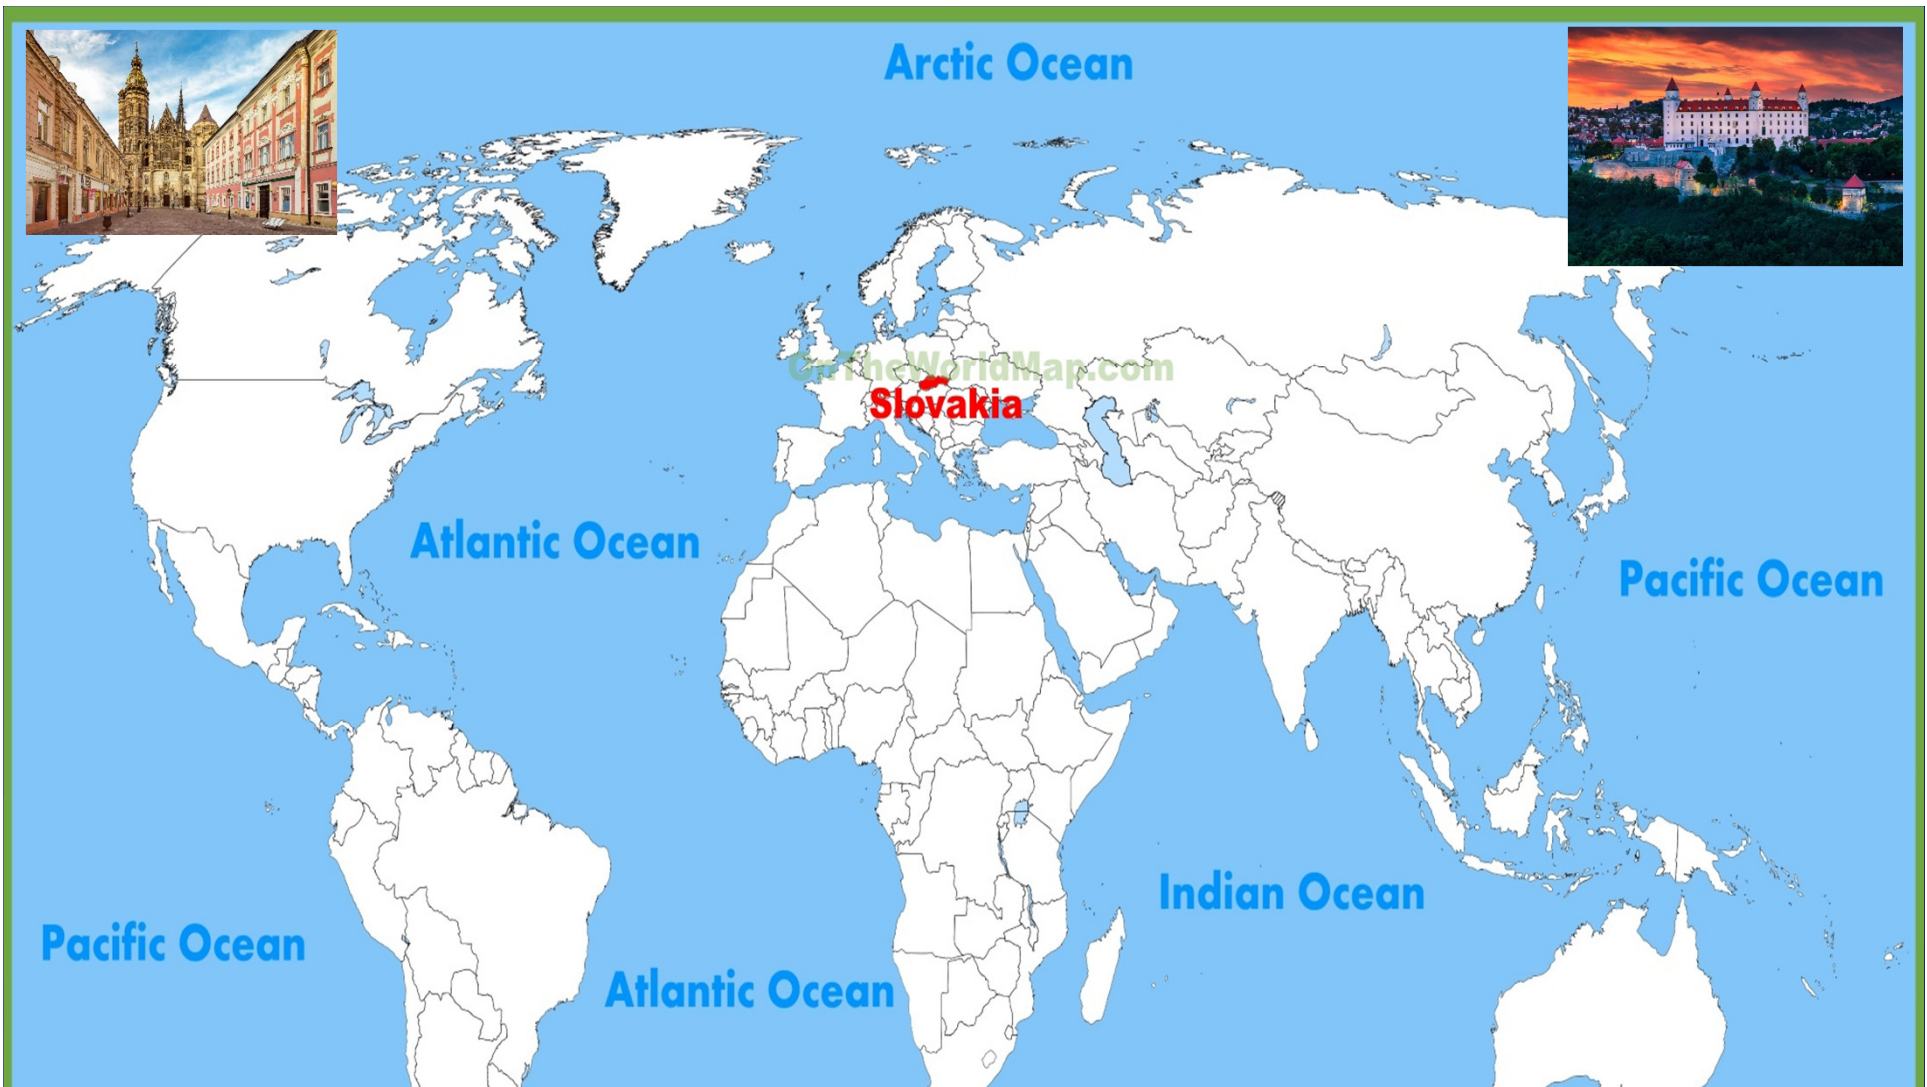 Arctic Ocean
OnTheWorldMap.com
Slovakia
Atlantic Ocean
Pacific Ocean
Indian Ocean
Pacific Ocean
Atlantic Ocean